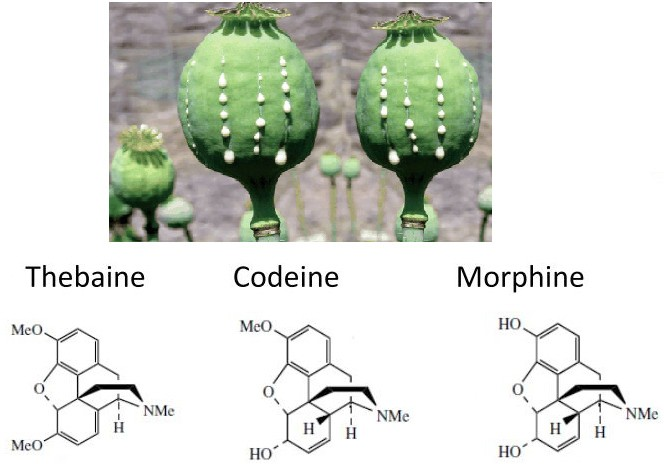 Thebaine Codeine Morphine
MeO O NMe H MeO
MeO O NMe H H HO
HO O NMe H H HO